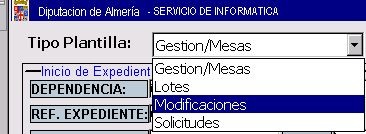 Diputacion de Almería - SERVICIO DE INFORMATICA
Tipo Plantilla: Gestion/Mesas
Gestion/Mesas
Inicio de Expedient
Lotes
DEPENDENCIA:
Modificaciones
REF. EXPEDIENTE:
Solicitudes